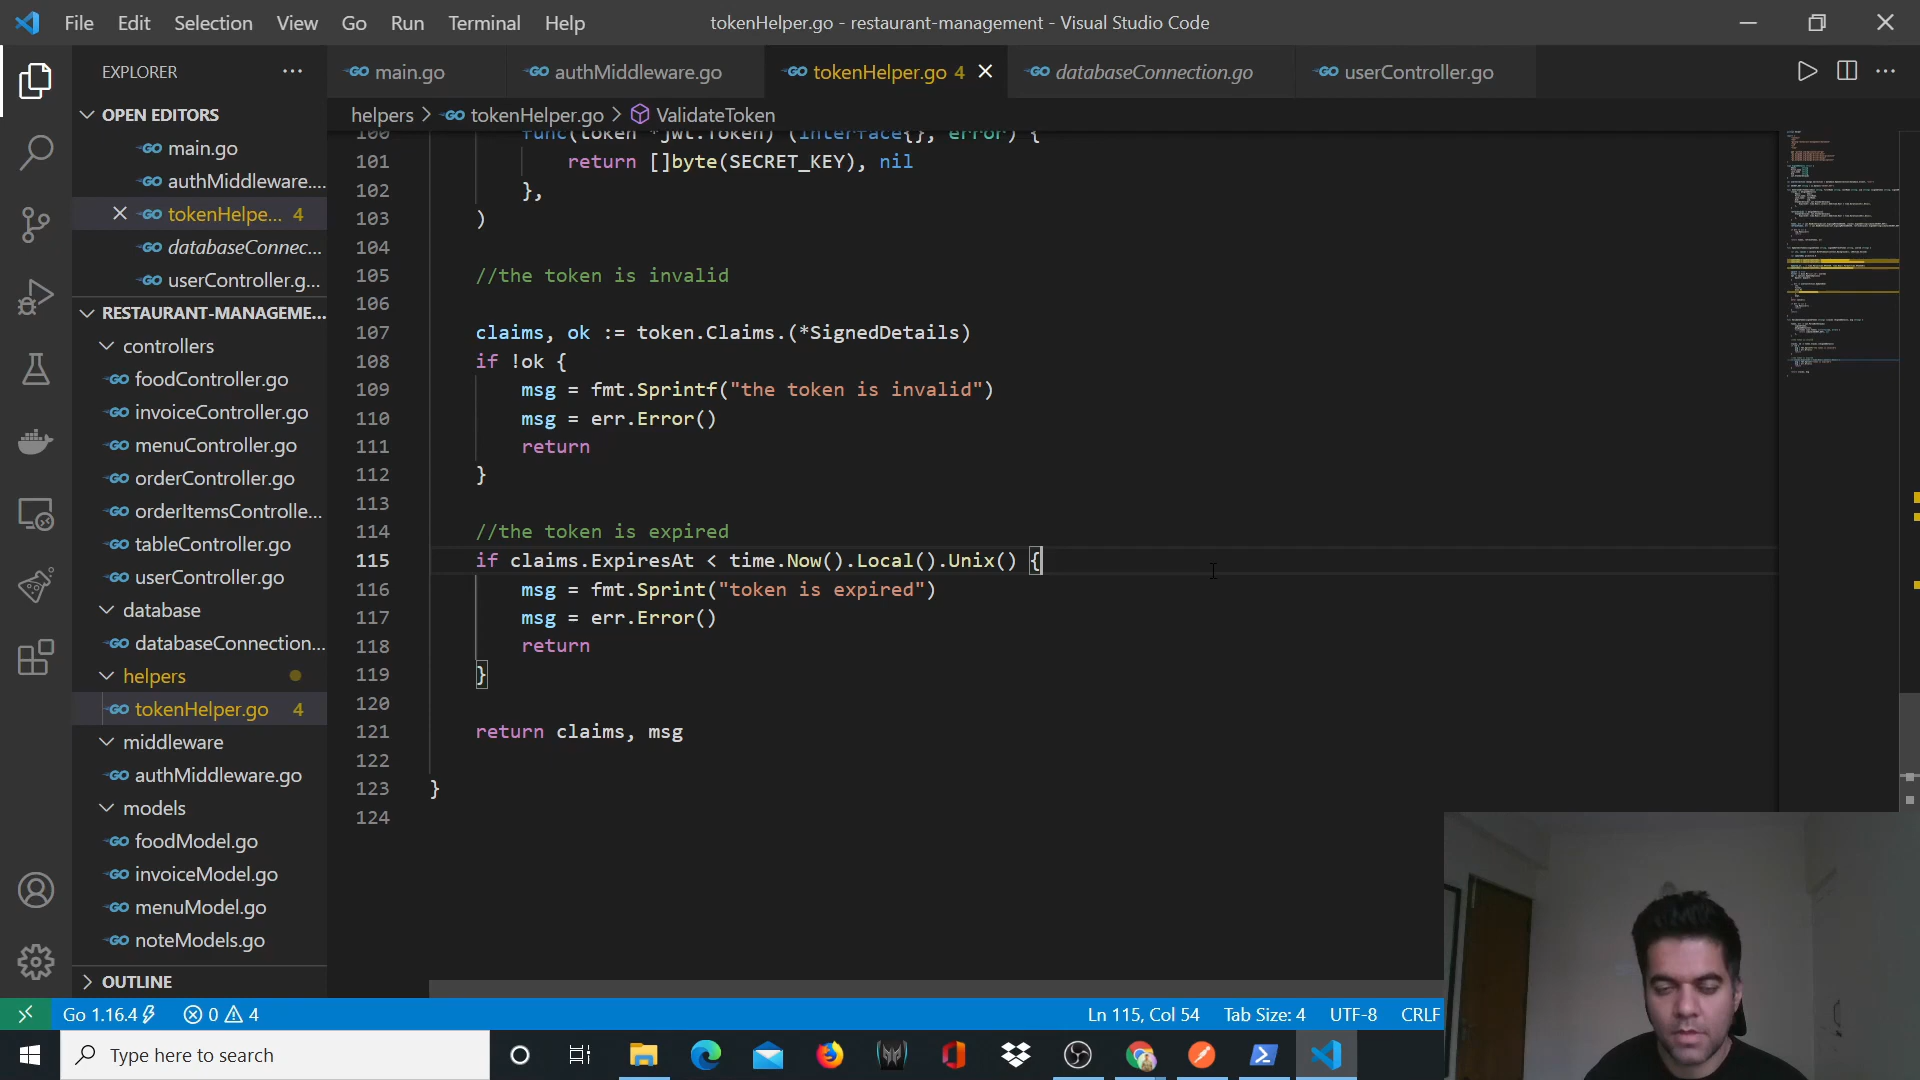 File Edit Selection View Go Run Terminal Help
tokenHelper.go - restaurant-management - Visual Studio Code
EXPLORER
main.go
authMiddleware.go
tokenHelper.go 4
databaseConnection.go
userController.go
helpers > tokenHelper.go > ValidateToken
OPEN EDITORS
main.go
authMiddleware....
tokenHelpe... 4
databaseConnec...
userController.g...
RESTAURANT-MANAGEME...
controllers
foodController.go
invoiceController.go
menuController.go
orderController.go
orderItemsControlle...
tableController.go
userController.go
database
databaseConnection...
helpers
tokenHelper.go 4
middleware
authMiddleware.go
models
foodModel.go
invoiceModel.go
menuModel.go
noteModels.go
OUTLINE
100 func(token *jwt.Token) (interface{}, error) {
101 return []byte(SECRET_KEY), nil
102 },
103 )
104
105 //the token is invalid
106
107 claims, ok := token.Claims.(*SignedDetails)
108 if !ok {
109 msg = fmt.Sprintf("the token is invalid")
110 msg = err.Error()
111 return
112 }
113
114 //the token is expired
115 if claims.ExpiresAt < time.Now().Local().Unix() {
116 msg = fmt.Sprint("token is expired")
117 msg = err.Error()
118 return
119 }
120
121 return claims, msg
122
123 }
124
Go 1.16.4 0 4
Ln 115, Col 54 Tab Size: 4 UTF-8 CRLF
Type here to search